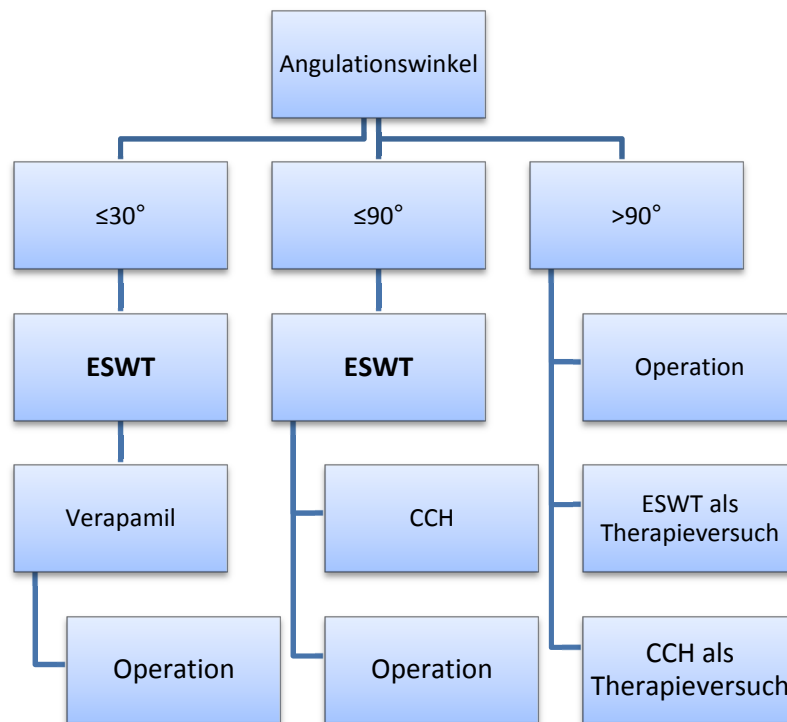 Angulationswinkel
≤30°
≤90°
>90°
ESWT
ESWT
Operation
Verapamil
CCH
ESWT als
Therapieversuch
Operation
Operation
CCH als
Therapieversuch